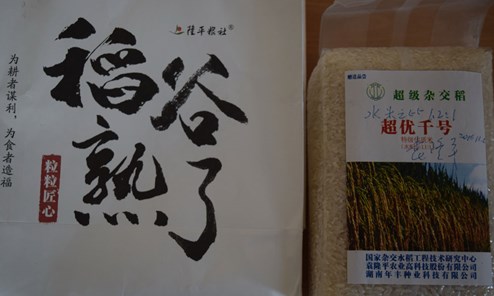 隆平粮社®
稻谷熟了
为耕者谋利，为食者造福
粒粒匠心
超级杂交稻
超优千号
国家杂交水稻工程技术研究中心
袁隆平农业高科技股份有限公司
湖南年丰种业科技有限公司